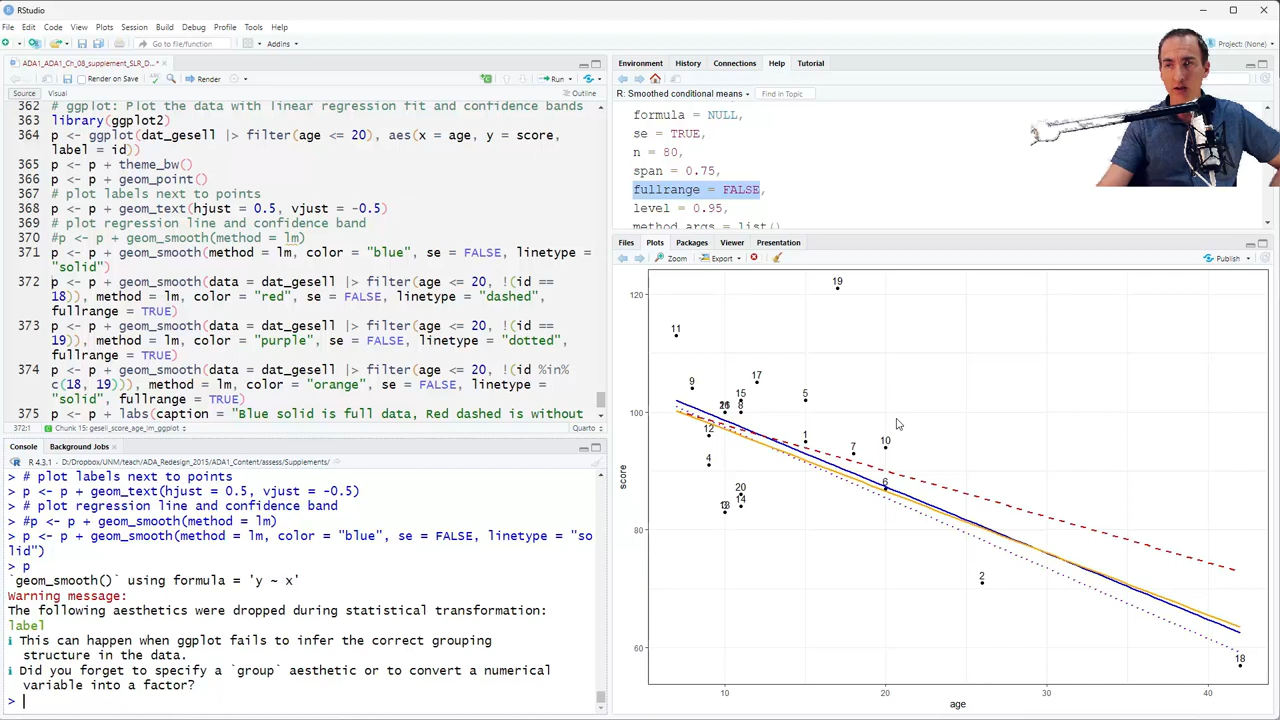 RStudio
File Edit Code View Plots Session Build Debug Profile Tools Help
Go to file/function
Addins
Project: (None)
ADA1_ADA1_Ch_08_supplement_SLR_D...*
Render on Save
Render
Run
Source Visual
Outline
362 # ggplot: Plot the data with linear regression fit and confidence bands
library(ggplot2)
364 p <- ggplot(dat_gesell |> filter(age <= 20), aes(x = age, y = score,
label = id))
365 p <- p + theme_bw()
366 p <- p + geom_point()
367 # plot labels next to points
368 p <- p + geom_text(hjust = 0.5, vjust = -0.5)
369 # plot regression line and confidence band
370 #p <- p + geom_smooth(method = lm)
371 p <- p + geom_smooth(method = lm, color = "blue", se = FALSE, linetype =
"solid")
372 p <- p + geom_smooth(data = dat_gesell |> filter(age <= 20, !(id ==
18)), method = lm, color = "red", se = FALSE, linetype = "dashed",
fullrange = TRUE)
373 p <- p + geom_smooth(data = dat_gesell |> filter(age <= 20, !(id ==
19)), method = lm, color = "purple", se = FALSE, linetype = "dotted",
fullrange = TRUE)
374 p <- p + geom_smooth(data = dat_gesell |> filter(age <= 20, !(id %in%
c(18, 19))), method = lm, color = "orange", se = FALSE, linetype =
"solid", fullrange = TRUE)
375 p <- p + labs(caption = "Blue solid is full data, Red dashed is without
Chunk 15: gesell_score_age_lm_ggplot
Quarto
Console Background Jobs
R 4.3.1 · D:/Dropbox/UNM/teach/ADA_Redesign_2015/ADA1_Content/assess/Supplements/
> # plot labels next to points
> p <- p + geom_text(hjust = 0.5, vjust = -0.5)
> # plot regression line and confidence band
> #p <- p + geom_smooth(method = lm)
> p <- p + geom_smooth(method = lm, color = "blue", se = FALSE, linetype = "so
lid")
> p
`geom_smooth()` using formula = 'y ~ x'
Warning message:
The following aesthetics were dropped during statistical transformation:
label
ℹ This can happen when ggplot fails to infer the correct grouping
structure in the data.
ℹ Did you forget to specify a `group` aesthetic or to convert a numerical
variable into a factor?
>
Environment History Connections Help Tutorial
R: Smoothed conditional means
Find in Topic
formula = NULL,
se = TRUE,
n = 80,
span = 0.75,
fullrange = FALSE,
level = 0.95,
method.args = list()
Files Plots Packages Viewer Presentation
Zoom Export Publish
120
100
80
60
score
19
11
17
9
15
5
8
12
1
10
7
4
6
20
14
2
18
10 20 30 40
age